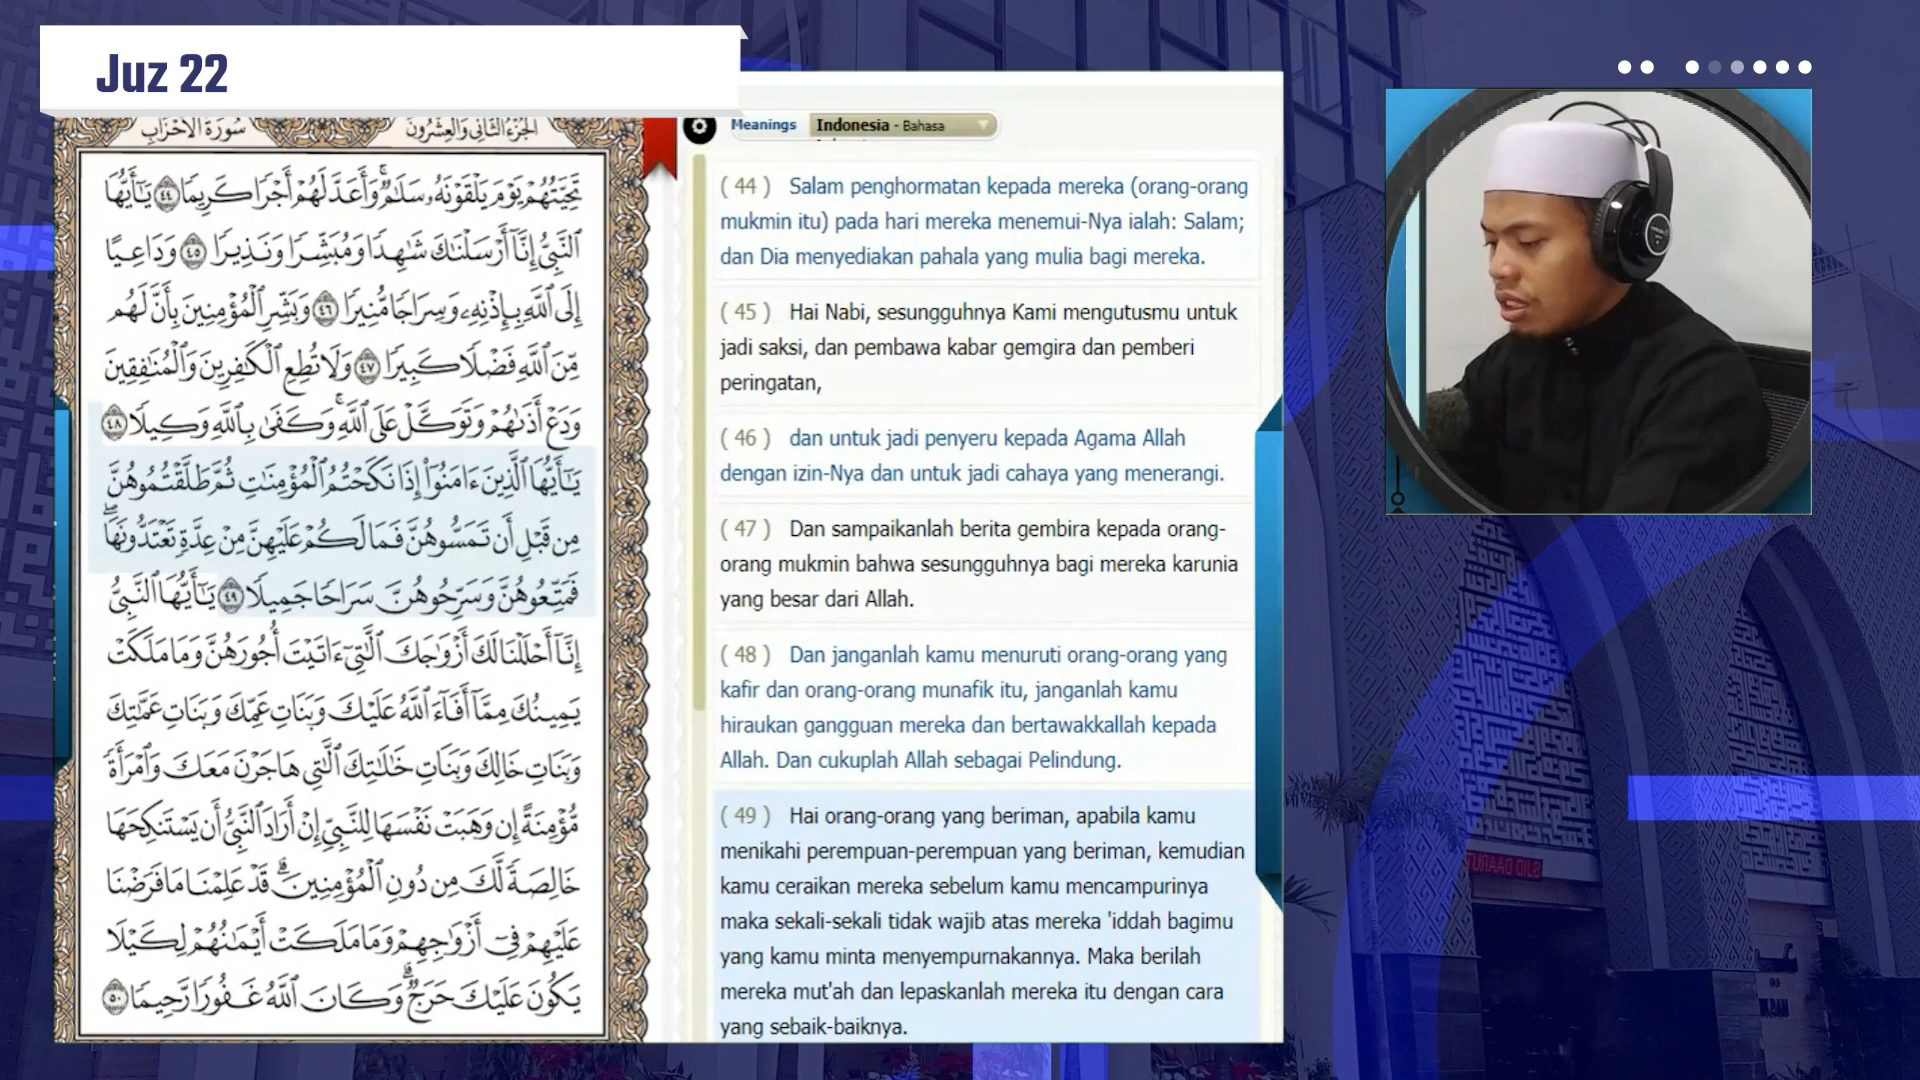 Juz 22
سُورَةُ الأَحْزَابِ
الجُزْءُ الثَّانِي وَالعِشْرُونَ
تَحِيَّتُهُمْ يَوْمَ يَلْقَوْنَهُۥ سَلَٰمٌ ۚ وَأَعَدَّ لَهُمْ أَجْرًا كَرِيمًا ٤٤ يَٰٓأَيُّهَا
ٱلنَّبِىُّ إِنَّآ أَرْسَلْنَٰكَ شَٰهِدًا وَمُبَشِّرًا وَنَذِيرًا ٤٥ وَدَاعِيًا
إِلَى ٱللَّهِ بِإِذْنِهِۦ وَسِرَاجًا مُّنِيرًا ٤٦ وَبَشِّرِ ٱلْمُؤْمِنِينَ بِأَنَّ لَهُم
مِّنَ ٱللَّهِ فَضْلًا كَبِيرًا ٤٧ وَلَا تُطِعِ ٱلْكَٰفِرِينَ وَٱلْمُنَٰفِقِينَ
وَدَعْ أَذَىٰهُمْ وَتَوَكَّلْ عَلَى ٱللَّهِ ۚ وَكَفَىٰ بِٱللَّهِ وَكِيلًا ٤٨
يَٰٓأَيُّهَا ٱلَّذِينَ ءَامَنُوٓا۟ إِذَا نَكَحْتُمُ ٱلْمُؤْمِنَٰتِ ثُمَّ طَلَّقْتُمُوهُنَّ
مِن قَبْلِ أَن تَمَسُّوهُنَّ فَمَا لَكُمْ عَلَيْهِنَّ مِنْ عِدَّةٍ تَعْتَدُّونَهَا ۖ
فَمَتِّعُوهُنَّ وَسَرِّحُوهُنَّ سَرَاحًا جَمِيلًا ٤٩ يَٰٓأَيُّهَا ٱلنَّبِىُّ
إِنَّآ أَحْلَلْنَا لَكَ أَزْوَٰجَكَ ٱلَّٰتِىٓ ءَاتَيْتَ أُجُورَهُنَّ وَمَا مَلَكَتْ
يَمِينُكَ مِمَّآ أَفَآءَ ٱللَّهُ عَلَيْكَ وَبَنَاتِ عَمِّكَ وَبَنَاتِ عَمَّٰتِكَ
وَبَنَاتِ خَالِكَ وَبَنَاتِ خَٰلَٰتِكَ ٱلَّٰتِى هَاجَرْنَ مَعَكَ وَٱمْرَأَةً
مُّؤْمِنَةً إِن وَهَبَتْ نَفْسَهَا لِلنَّبِىِّ إِنْ أَرَادَ ٱلنَّبِىُّ أَن يَسْتَنكِحَهَا
خَالِصَةً لَّكَ مِن دُونِ ٱلْمُؤْمِنِينَ ۗ قَدْ عَلِمْنَا مَا فَرَضْنَا
عَلَيْهِمْ فِىٓ أَزْوَٰجِهِمْ وَمَا مَلَكَتْ أَيْمَٰنُهُمْ لِكَيْلَا
يَكُونَ عَلَيْكَ حَرَجٌ ۗ وَكَانَ ٱللَّهُ غَفُورًا رَّحِيمًا ٥٠
Meanings Indonesia - Bahasa
( 44 ) Salam penghormatan kepada mereka (orang-orang
mukmin itu) pada hari mereka menemui-Nya ialah: Salam;
dan Dia menyediakan pahala yang mulia bagi mereka.
( 45 ) Hai Nabi, sesungguhnya Kami mengutusmu untuk
jadi saksi, dan pembawa kabar gemgira dan pemberi
peringatan,
( 46 ) dan untuk jadi penyeru kepada Agama Allah
dengan izin-Nya dan untuk jadi cahaya yang menerangi.
( 47 ) Dan sampaikanlah berita gembira kepada orang-
orang mukmin bahwa sesungguhnya bagi mereka karunia
yang besar dari Allah.
( 48 ) Dan janganlah kamu menuruti orang-orang yang
kafir dan orang-orang munafik itu, janganlah kamu
hiraukan gangguan mereka dan bertawakkallah kepada
Allah. Dan cukuplah Allah sebagai Pelindung.
( 49 ) Hai orang-orang yang beriman, apabila kamu
menikahi perempuan-perempuan yang beriman, kemudian
kamu ceraikan mereka sebelum kamu mencampurinya
maka sekali-sekali tidak wajib atas mereka 'iddah bagimu
yang kamu minta menyempurnakannya. Maka berilah
mereka mut'ah dan lepaskanlah mereka itu dengan cara
yang sebaik-baiknya.